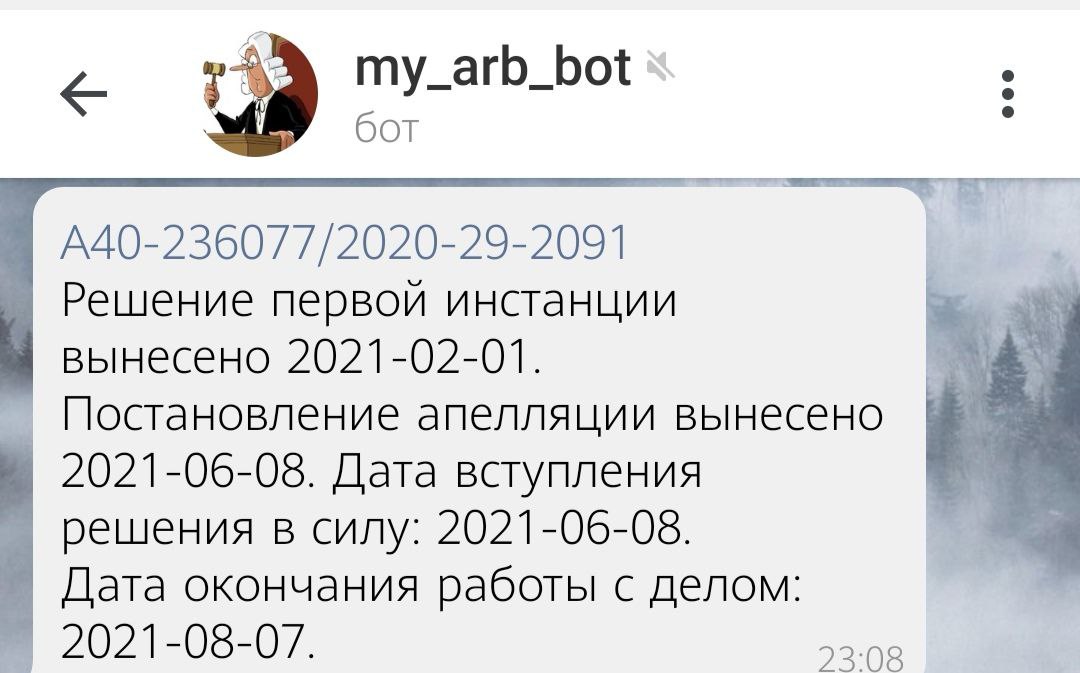 my_arb_bot
бот
А40-236077/2020-29-2091
Решение первой инстанции
вынесено 2021-02-01.
Постановление апелляции вынесено
2021-06-08. Дата вступления
решения в силу: 2021-06-08.
Дата окончания работы с делом:
2021-08-07.
23:08